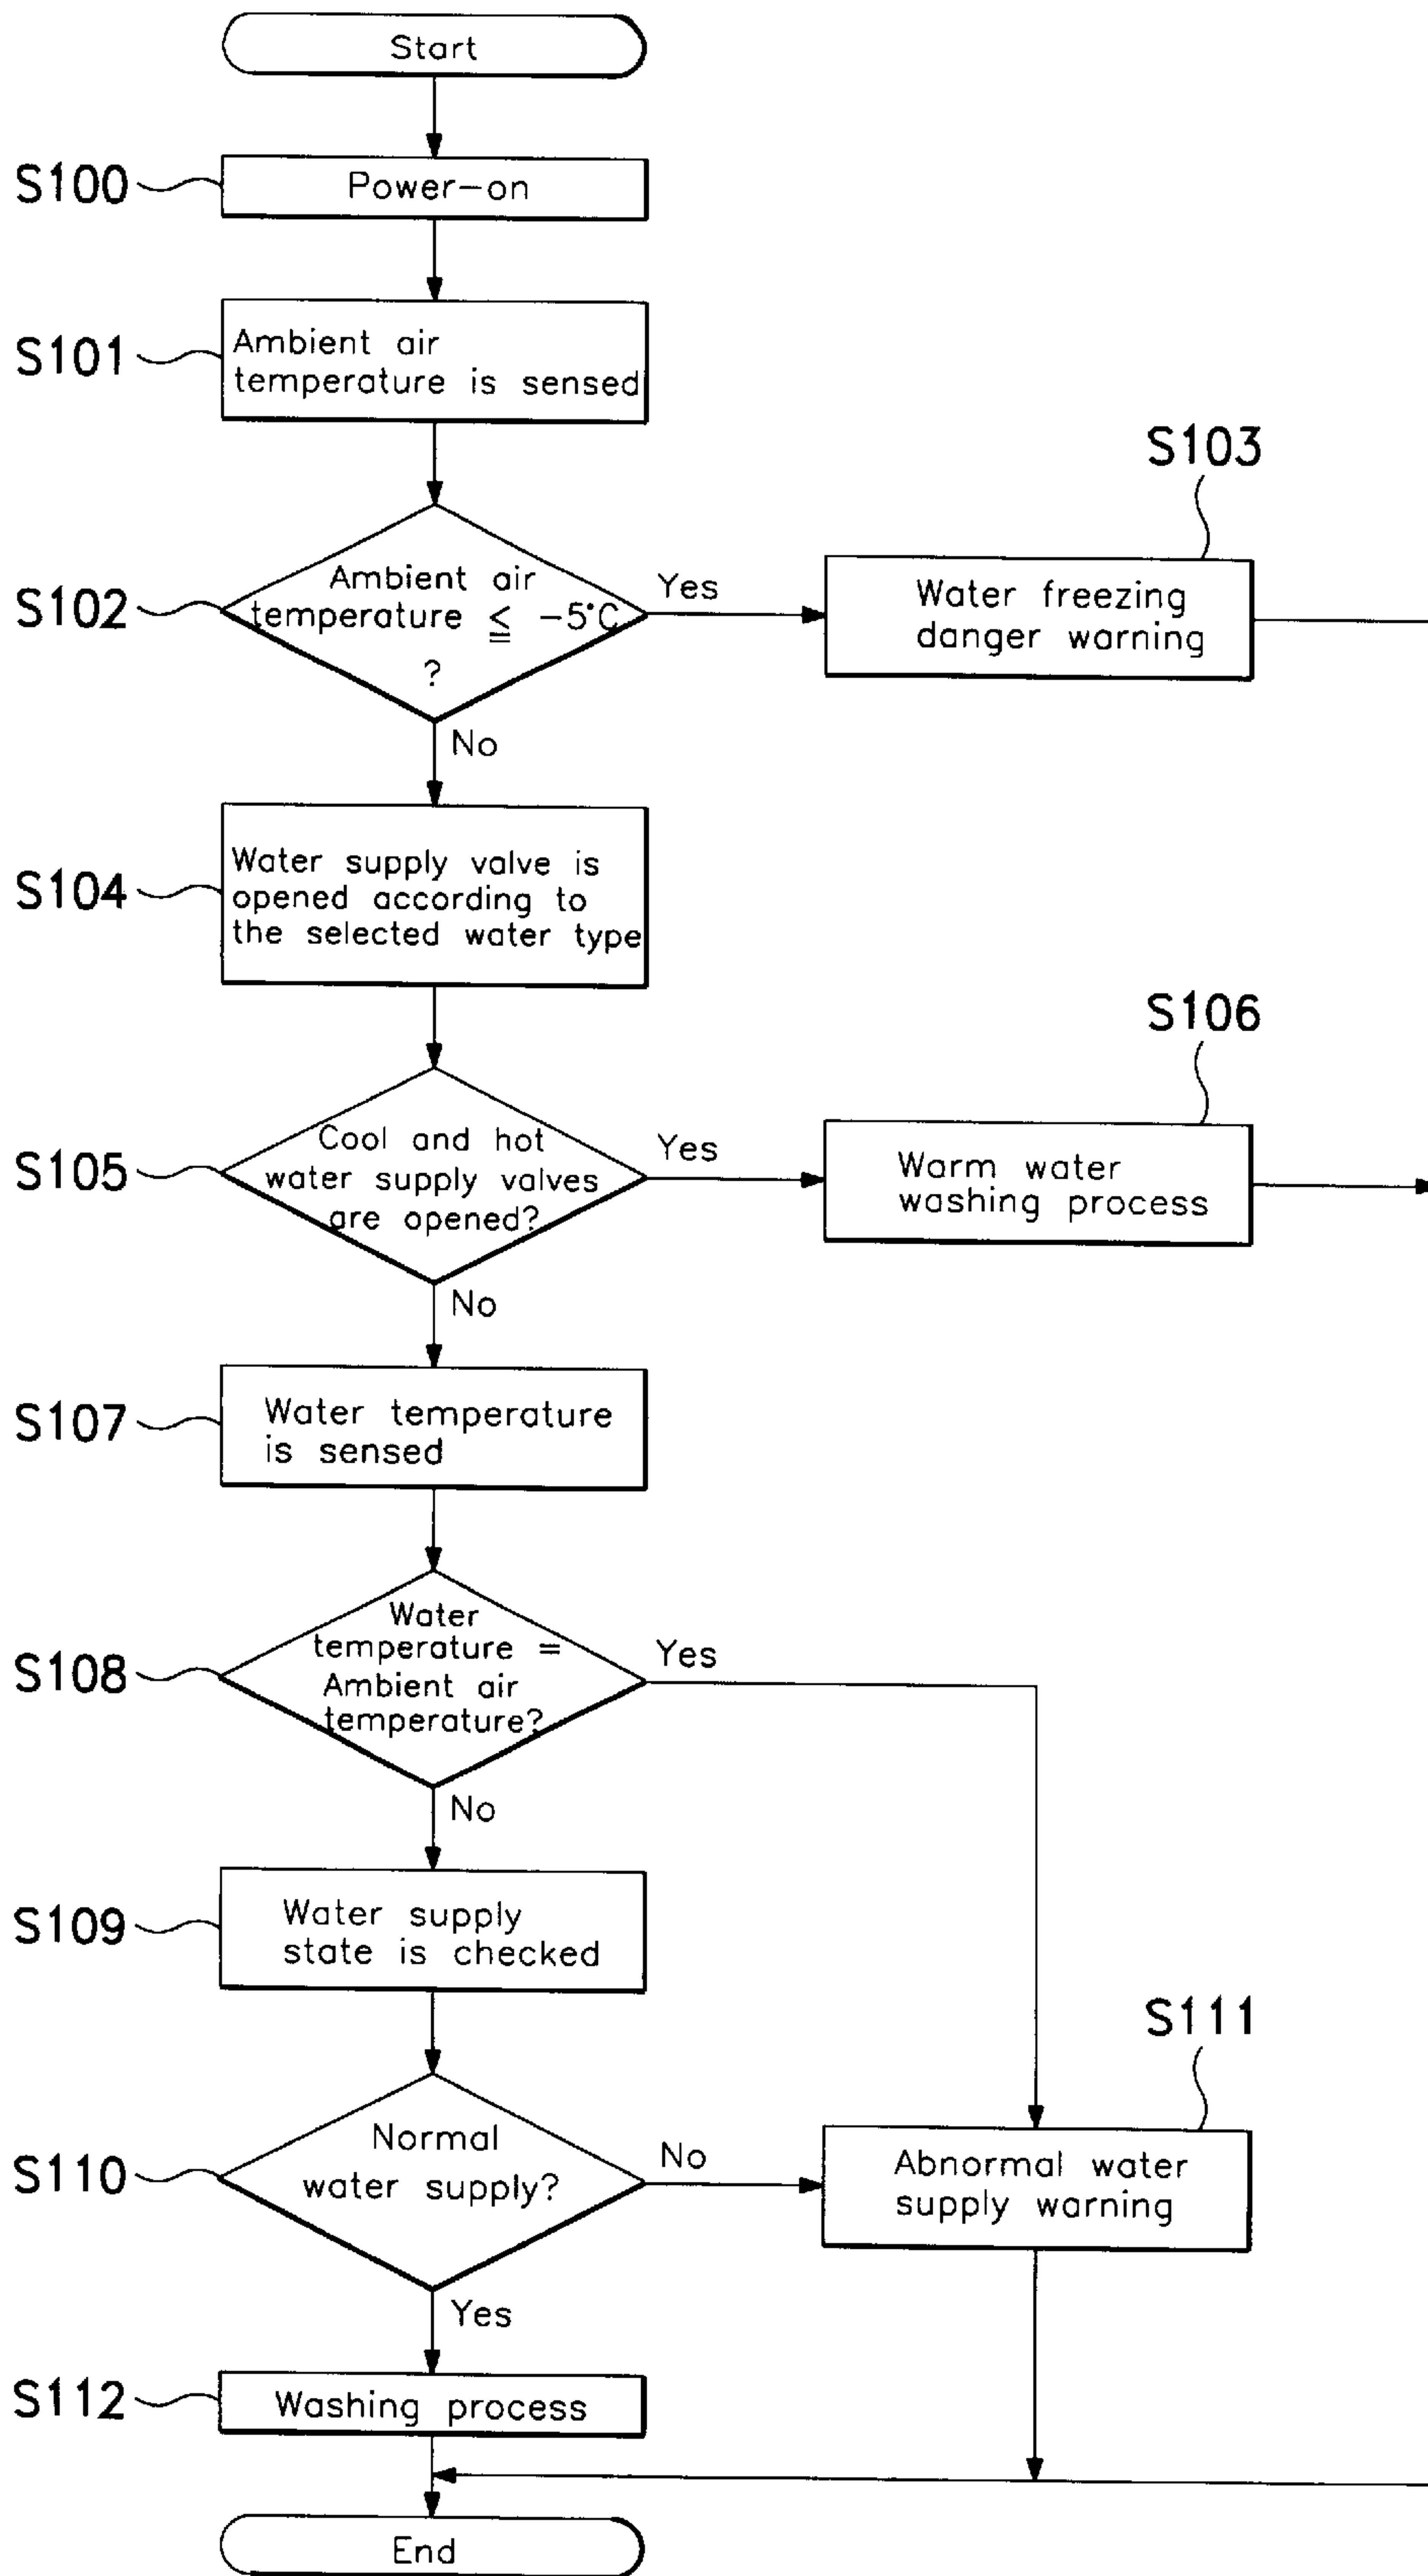 Start
S100
Power-on
S101
Ambient air
temperature is sensed
S103
S102
Ambient air
temperature ≦ -5°C
?
Yes
Water freezing
danger warning
No
S104
Water supply valve is
opened according to
the selected water type
S106
S105
Cool and hot
water supply valves
are opened?
Yes
Warm water
washing process
No
S107
Water temperature
is sensed
S108
Water
temperature =
Ambient air
temperature?
Yes
No
S109
Water supply
state is checked
S111
S110
Normal
water supply?
No
Abnormal water
supply warning
Yes
S112
Washing process
End